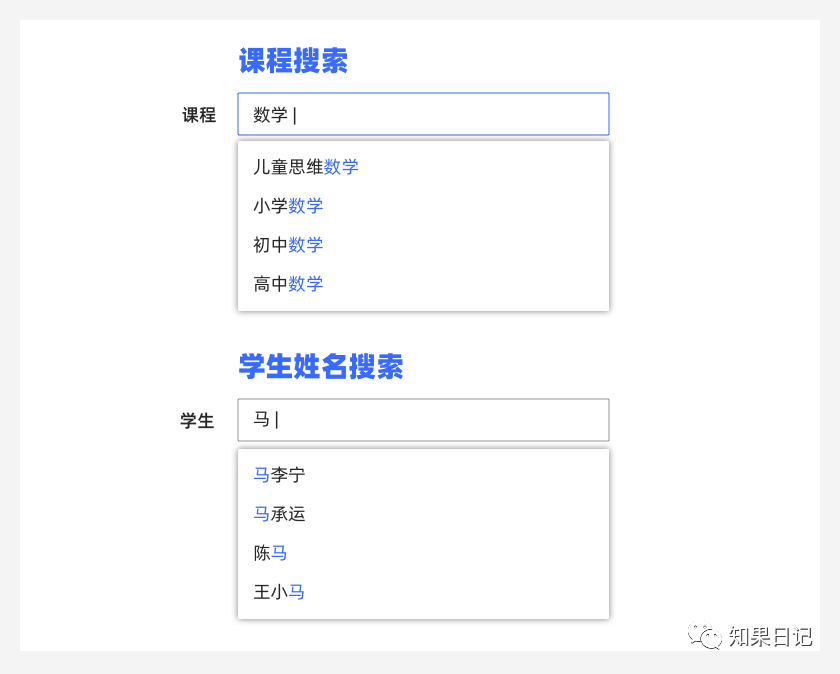 课程搜索
课程 数学
儿童思维数学
小学数学
初中数学
高中数学
学生姓名搜索
学生 马
马李宁
马承运
陈马
王小马
知果日记